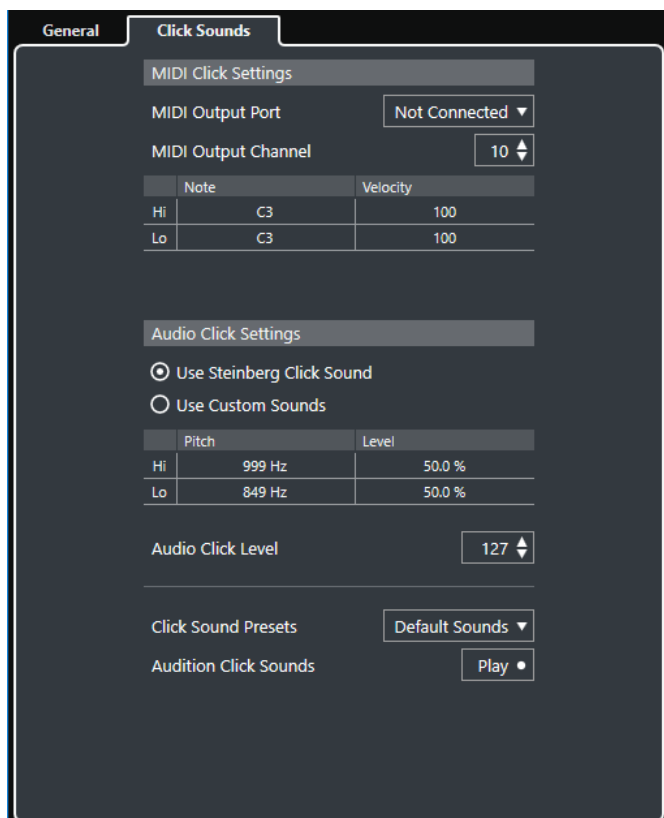 General Click Sounds
MIDI Click Settings
MIDI Output Port Not Connected
MIDI Output Channel 10
Note Velocity
Hi C3 100
Lo C3 100
Audio Click Settings
Use Steinberg Click Sound
Use Custom Sounds
Pitch Level
Hi 999 Hz 50.0 %
Lo 849 Hz 50.0 %
Audio Click Level 127
Click Sound Presets Default Sounds
Audition Click Sounds Play